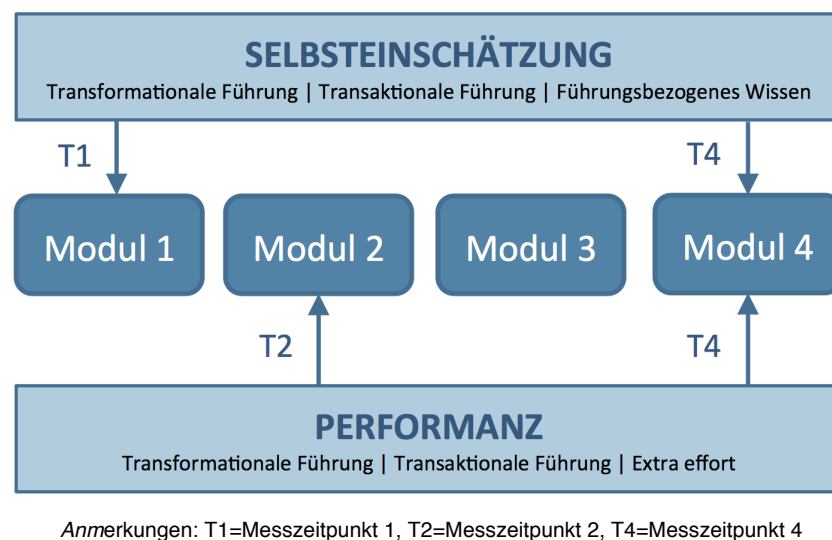 SELBSTEINSCHÄTZUNG
Transformationale Führung | Transaktionale Führung | Führungsbezogenes Wissen
T1
T4
Modul 1
Modul 2
Modul 3
Modul 4
T2
T4
PERFORMANZ
Transformationale Führung | Transaktionale Führung | Extra effort
Anmerkungen: T1=Messzeitpunkt 1, T2=Messzeitpunkt 2, T4=Messzeitpunkt 4